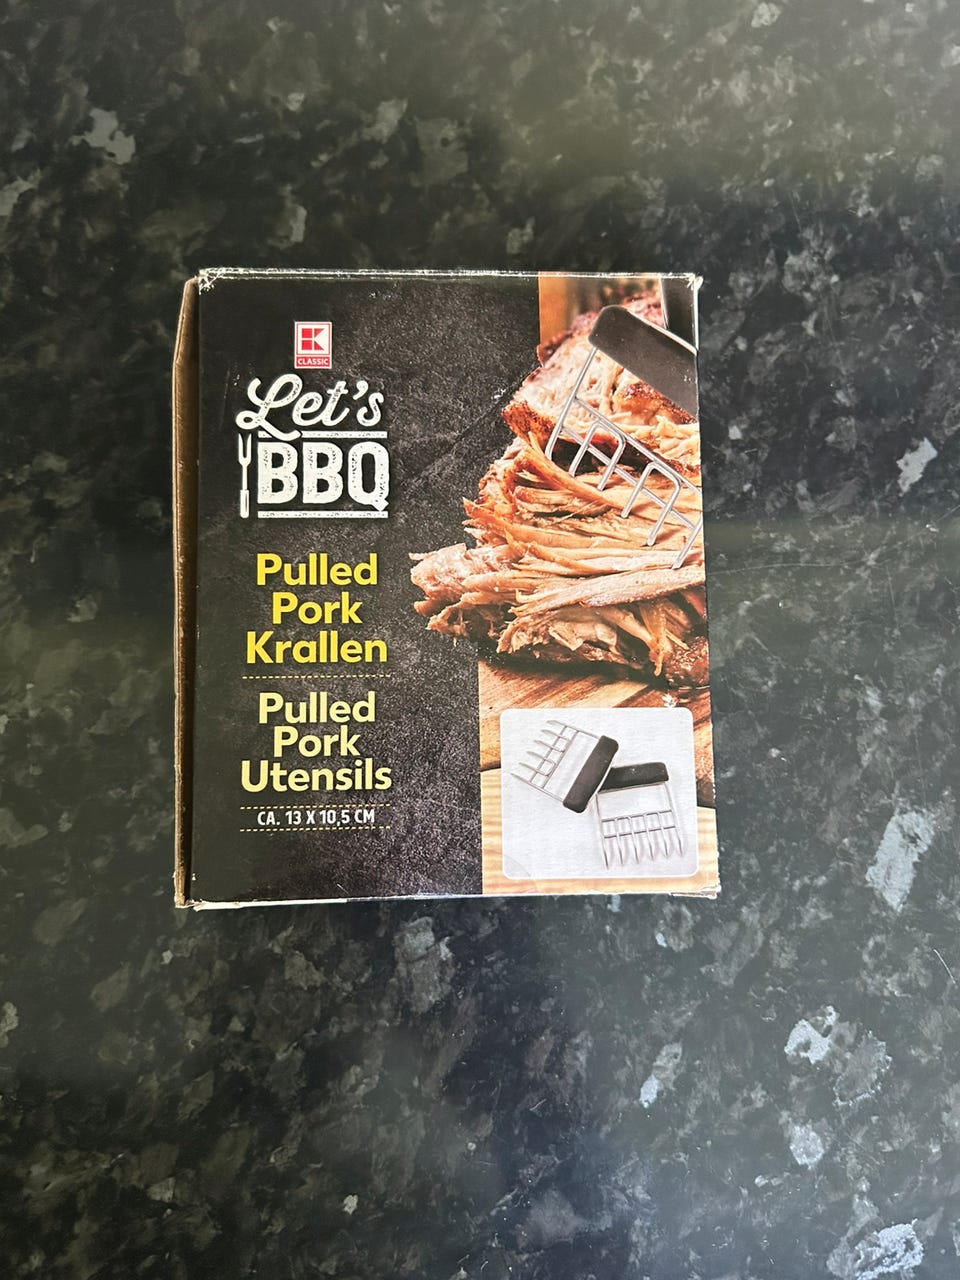 CLASSIC
Let's
BBQ
Pulled
Pork
Krallen
Pulled
Pork
Utensils
CA. 13 X 10,5 CM